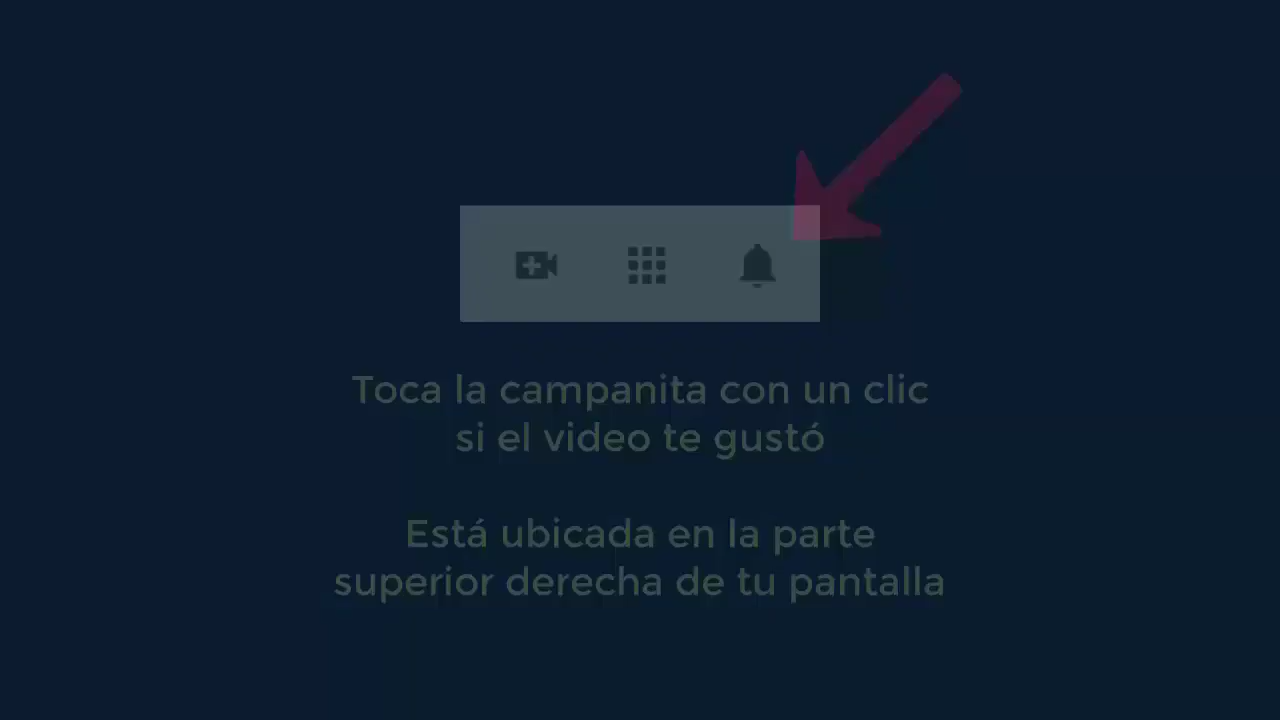 Toca la campanita con un clic
si el video te gustó
Está ubicada en la parte
superior derecha de tu pantalla